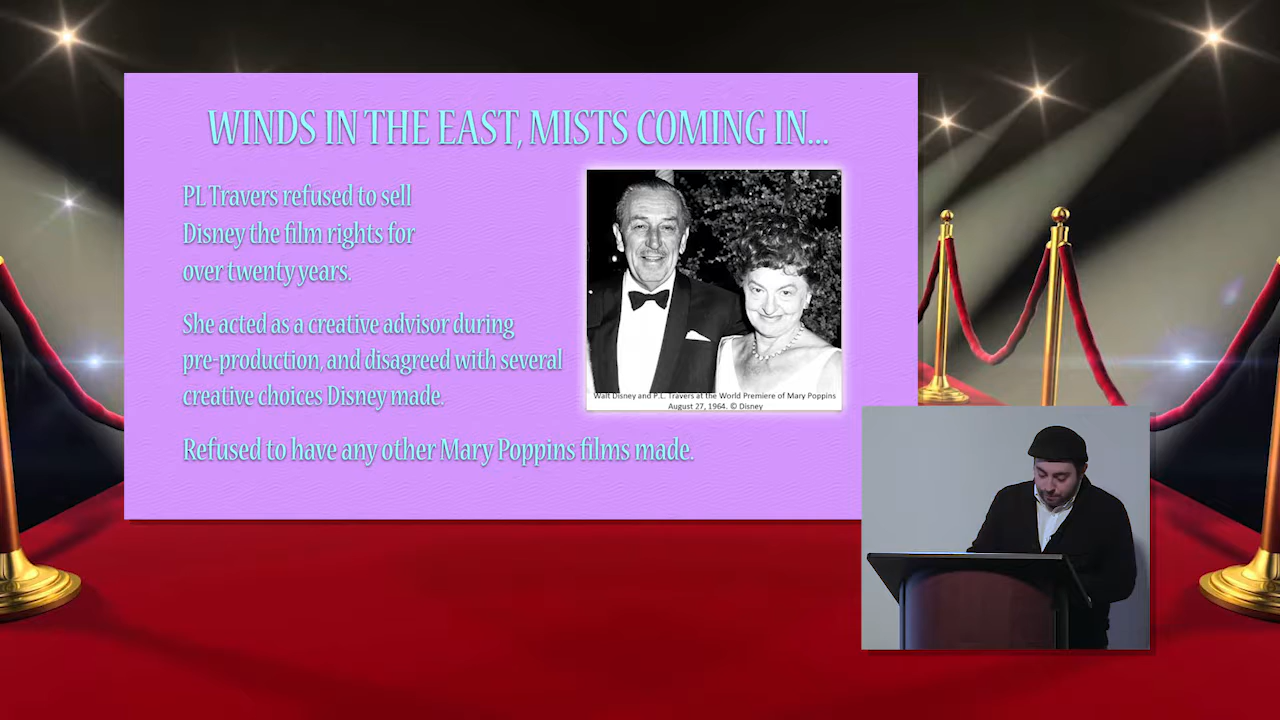 WINDS IN THE EAST, MISTS COMING IN...
PL Travers refused to sell
Disney the film rights for
over twenty years.
She acted as a creative advisor during
pre-production, and disagreed with several
creative choices Disney made.
Walt Disney and P.L. Travers at the World Premiere of Mary Poppins
August 27, 1964. © Disney
Refused to have any other Mary Poppins films made.